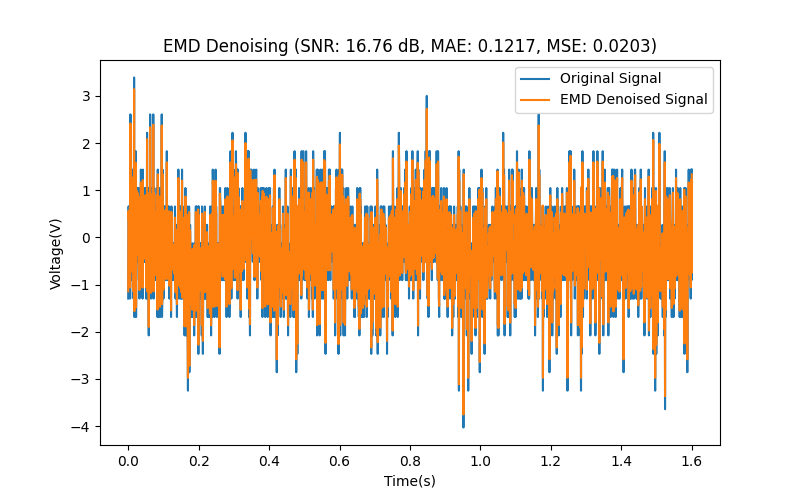 EMD Denoising (SNR: 16.76 dB, MAE: 0.1217, MSE: 0.0203)
Original Signal
EMD Denoised Signal
3
2
1
0
−1
−2
−3
−4
Voltage(V)
0.0 0.2 0.4 0.6 0.8 1.0 1.2 1.4 1.6
Time(s)